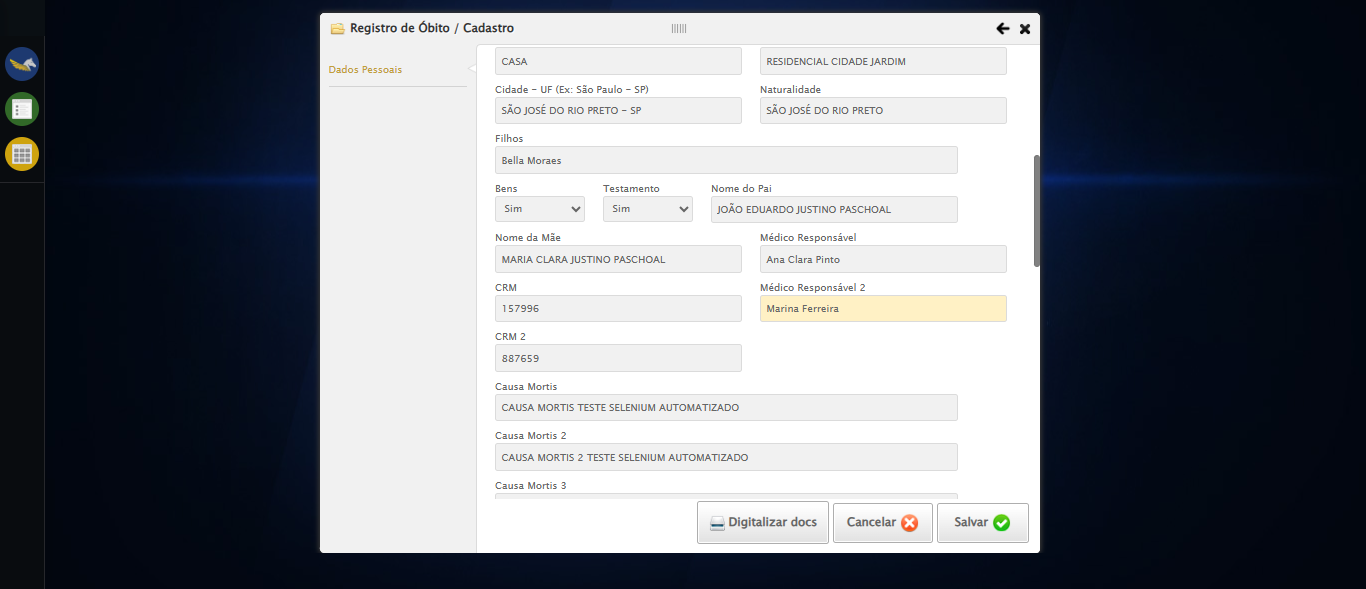 Registro de Óbito / Cadastro
Dados Pessoais
CASA
RESIDENCIAL CIDADE JARDIM
Cidade - UF (Ex: São Paulo - SP)
Naturalidade
SÃO JOSÉ DO RIO PRETO - SP
SÃO JOSÉ DO RIO PRETO
Filhos
Bella Moraes
Bens
Testamento
Nome do Pai
Sim
Sim
JOÃO EDUARDO JUSTINO PASCHOAL
Nome da Mãe
Médico Responsável
MARIA CLARA JUSTINO PASCHOAL
Ana Clara Pinto
CRM
Médico Responsável 2
157996
Marina Ferreira
CRM 2
887659
Causa Mortis
CAUSA MORTIS TESTE SELENIUM AUTOMATIZADO
Causa Mortis 2
CAUSA MORTIS 2 TESTE SELENIUM AUTOMATIZADO
Causa Mortis 3
Digitalizar docs
Cancelar
Salvar